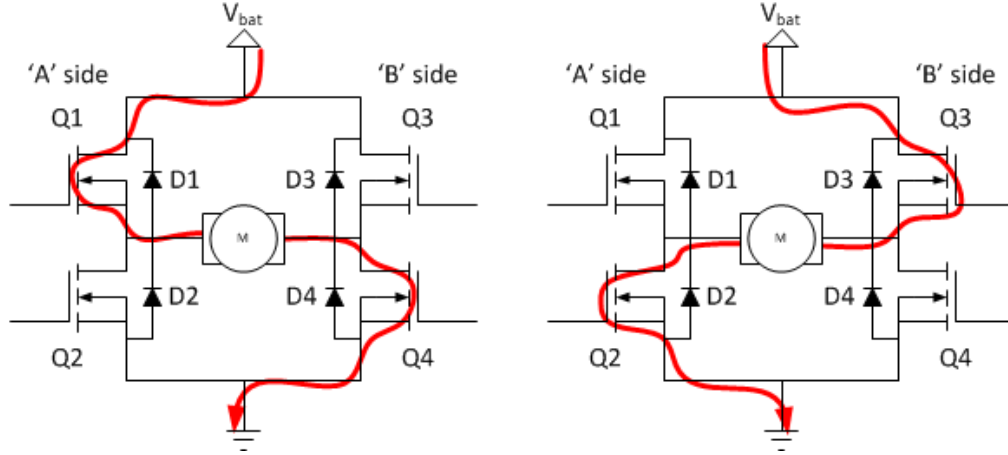 V_bat
'A' side
'B' side
Q1
Q3
D1
D3
M
D2
D4
Q2
Q4
V_bat
'A' side
'B' side
Q1
Q3
D1
D3
M
D2
D4
Q2
Q4